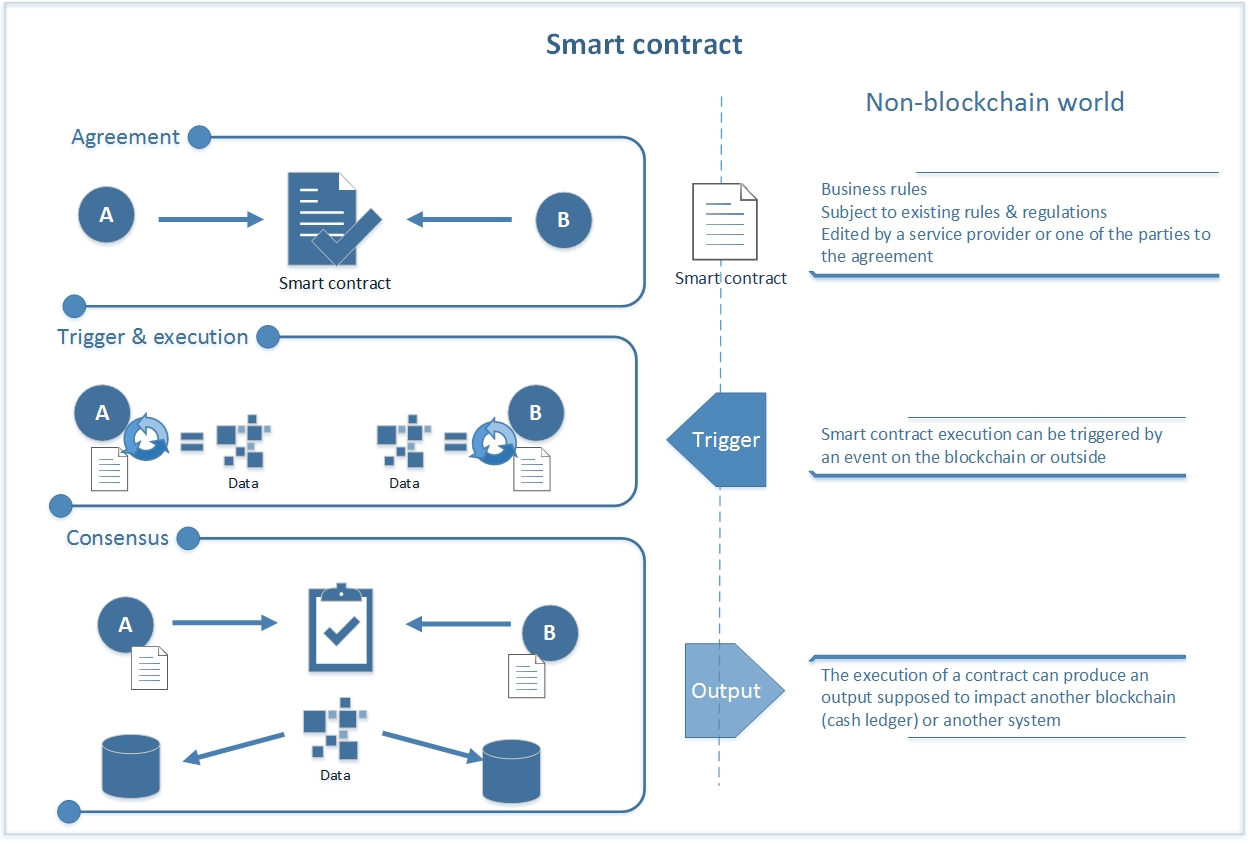 Smart contract
Non-blockchain world
Agreement
A
B
Smart contract
Smart contract
Business rules
Subject to existing rules & regulations
Edited by a service provider or one of the parties to
the agreement
Trigger & execution
A
Data
Data
B
Trigger
Smart contract execution can be triggered by
an event on the blockchain or outside
Consensus
A
B
Data
Output
The execution of a contract can produce an
output supposed to impact another blockchain
(cash ledger) or another system